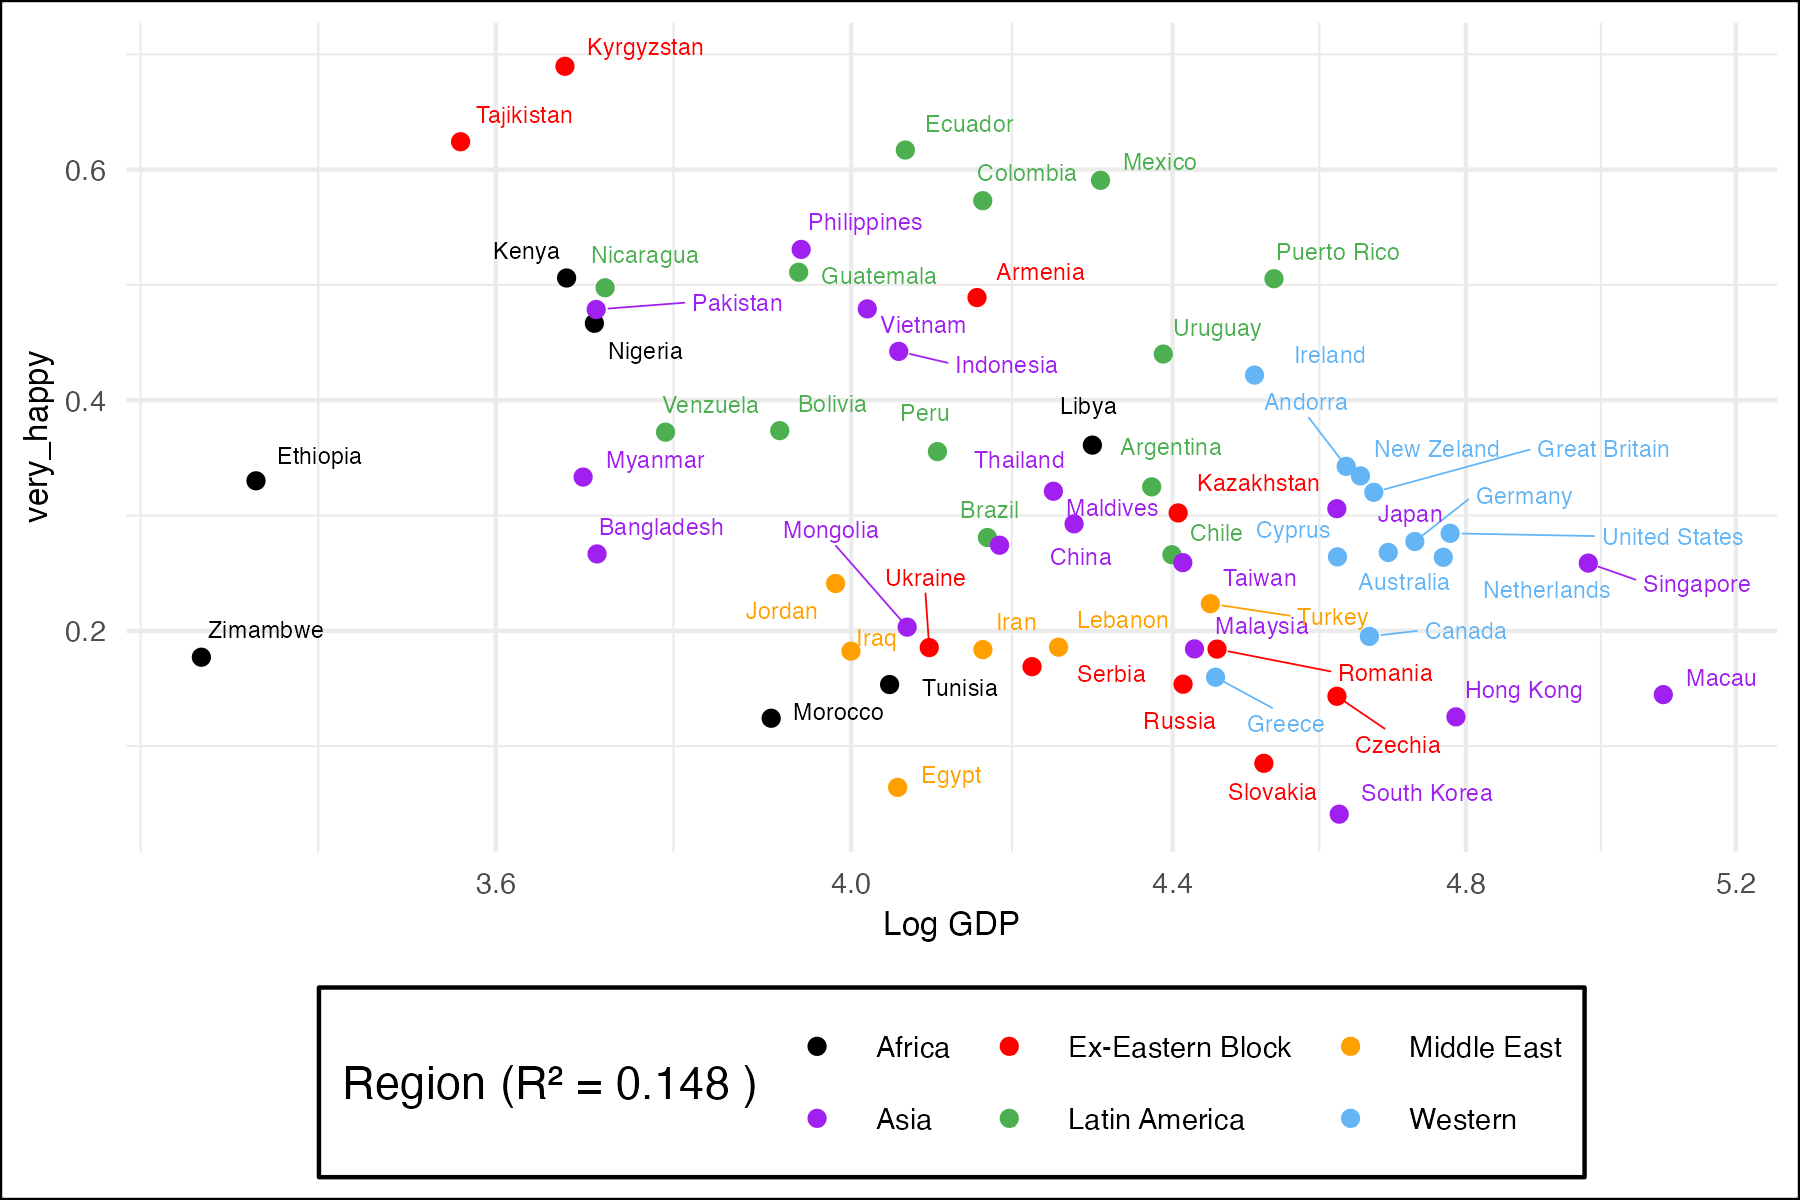 Kyrgyzstan
Tajikistan
Ecuador
Mexico
0.6
Colombia
Philippines
Kenya
Nicaragua
Puerto Rico
Guatemala
Armenia
Pakistan
Vietnam
Uruguay
Nigeria
Ireland
Indonesia
very_happy
0.4
Venzuela
Bolivia
Peru
Libya
Andorra
Argentina
New Zeland
Great Britain
Ethiopia
Myanmar
Thailand
Kazakhstan
Germany
Maldives
Brazil
Japan
Bangladesh
Mongolia
Chile
Cyprus
United States
China
Ukraine
Taiwan
Australia
Netherlands
Singapore
Jordan
Iran
Lebanon
Turkey
0.2
Zimambwe
Iraq
Malaysia
Canada
Serbia
Romania
Macau
Tunisia
Hong Kong
Morocco
Russia
Greece
Czechia
Egypt
Slovakia
South Korea
3.6
4.0
4.4
4.8
5.2
Log GDP
Region (R² = 0.148 )
Africa
Ex-Eastern Block
Middle East
Asia
Latin America
Western